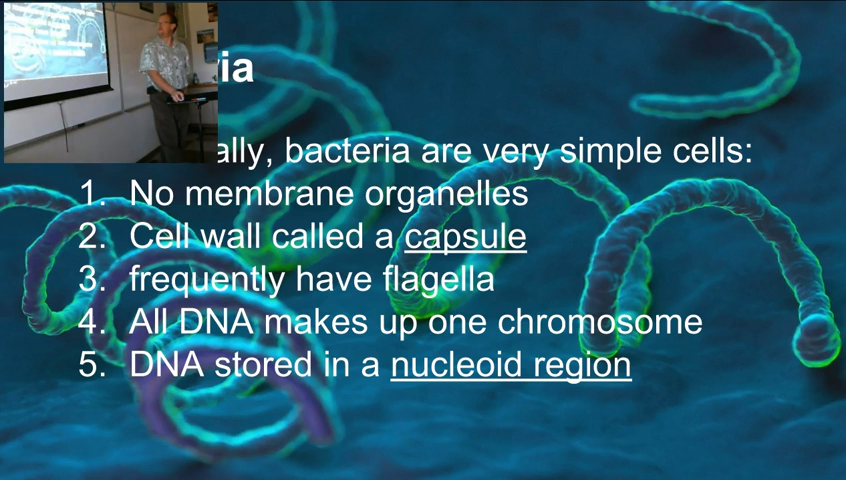 ia
ally, bacteria are very simple cells:
1. No membrane organelles
2. Cell wall called a capsule
3. frequently have flagella
4. All DNA makes up one chromosome
5. DNA stored in a nucleoid region